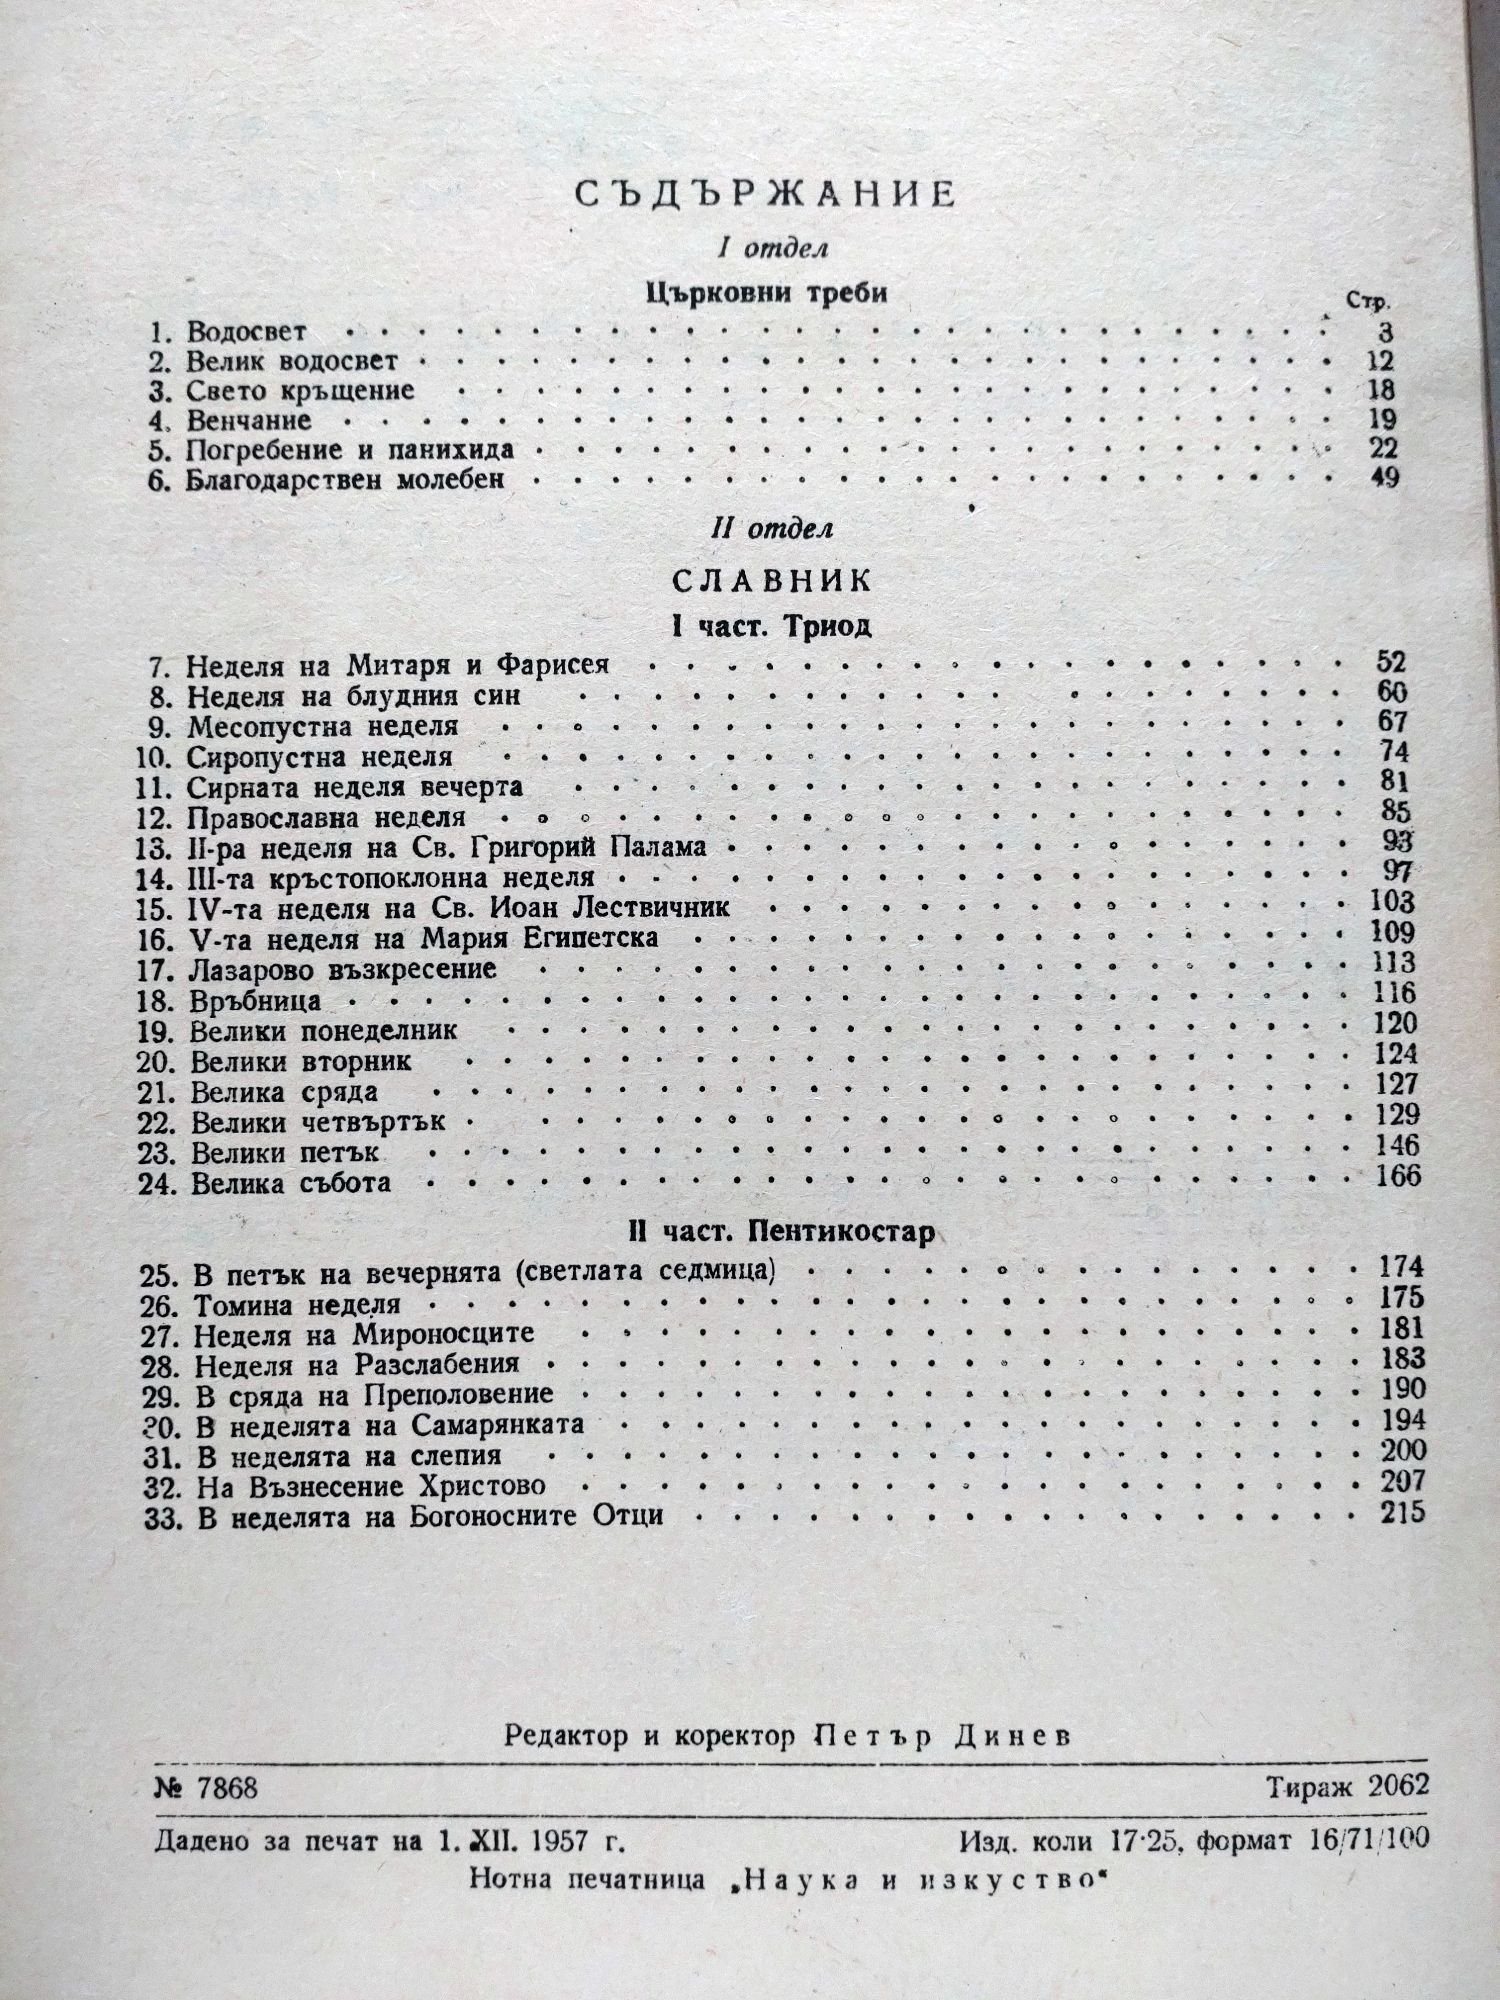 СЪДЪРЖАНИЕ
I отдел
Църковни треби
Стр.
1. Водосвет 3
2. Велик водосвет 12
3. Свето кръщение 18
4. Венчание 19
5. Погребение и панихида 22
6. Благодарствен молебен 49
II отдел
СЛАВНИК
I част. Триод
7. Неделя на Митаря и Фарисея 52
8. Неделя на блудния син 60
9. Месопустна неделя 67
10. Сиропустна неделя 74
11. Сирната неделя вечерта 81
12. Православна неделя 85
13. II-ра неделя на Св. Григорий Палама 93
14. III-та кръстопоклонна неделя 97
15. IV-та неделя на Св. Иоан Лествичник 103
16. V-та неделя на Мария Египетска 109
17. Лазарово възкресение 113
18. Връбница 116
19. Велики понеделник 120
20. Велики вторник 124
21. Велика сряда 127
22. Велики четвъртък 129
23. Велики петък 146
24. Велика събота 166
II част. Пентикостар
25. В петък на вечернята (светлата седмица) 174
26. Томина неделя 175
27. Неделя на Мироносците 181
28. Неделя на Разслабения 183
29. В сряда на Преполовение 190
30. В неделята на Самарянката 194
31. В неделята на слепия 200
32. На Възнесение Христово 207
33. В неделята на Богоносните Отци 215
Редактор и коректор Петър Динев
№ 7868 Тираж 2062
Дадено за печат на 1. XII. 1957 г. Изд. коли 17·25, формат 16/71/100
Нотна печатница „Наука и изкуство“